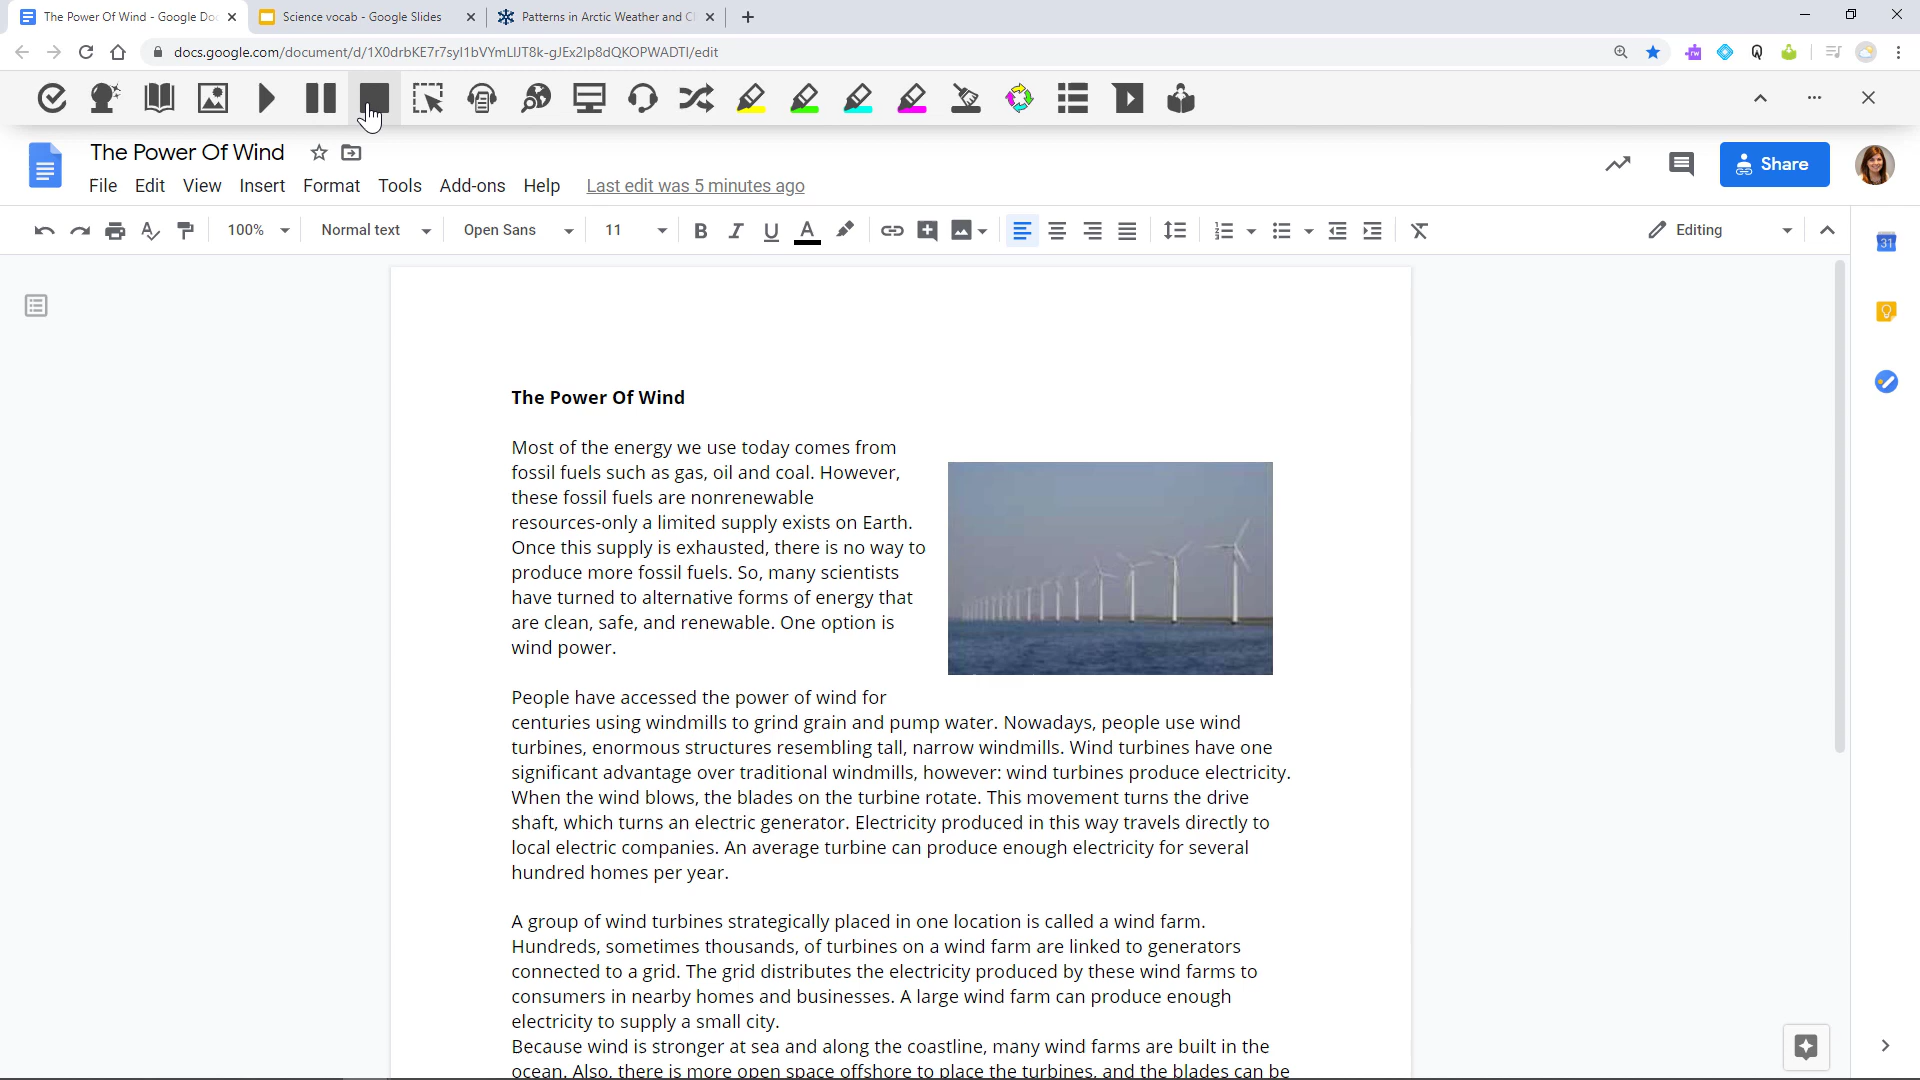 The Power Of Wind - Google Do
Science vocab - Google Slides
Patterns in Arctic Weather and C
docs.google.com/document/d/1X0drbKE7r7syI1bVYmLIJT8k-gJEx2Ip8dQKOPWADTI/edit
The Power Of Wind
Share
File Edit View Insert Format Tools Add-ons Help Last edit was 5 minutes ago
100% Normal text Open Sans 11 B I U A Editing
31
The Power Of Wind
Most of the energy we use today comes from
fossil fuels such as gas, oil and coal. However,
these fossil fuels are nonrenewable
resources-only a limited supply exists on Earth.
Once this supply is exhausted, there is no way to
produce more fossil fuels. So, many scientists
have turned to alternative forms of energy that
are clean, safe, and renewable. One option is
wind power.
People have accessed the power of wind for
centuries using windmills to grind grain and pump water. Nowadays, people use wind
turbines, enormous structures resembling tall, narrow windmills. Wind turbines have one
significant advantage over traditional windmills, however: wind turbines produce electricity.
When the wind blows, the blades on the turbine rotate. This movement turns the drive
shaft, which turns an electric generator. Electricity produced in this way travels directly to
local electric companies. An average turbine can produce enough electricity for several
hundred homes per year.
A group of wind turbines strategically placed in one location is called a wind farm.
Hundreds, sometimes thousands, of turbines on a wind farm are linked to generators
connected to a grid. The grid distributes the electricity produced by these wind farms to
consumers in nearby homes and businesses. A large wind farm can produce enough
electricity to supply a small city.
Because wind is stronger at sea and along the coastline, many wind farms are built in the
ocean. Also, there is more open space offshore to place the turbines, and the blades can be